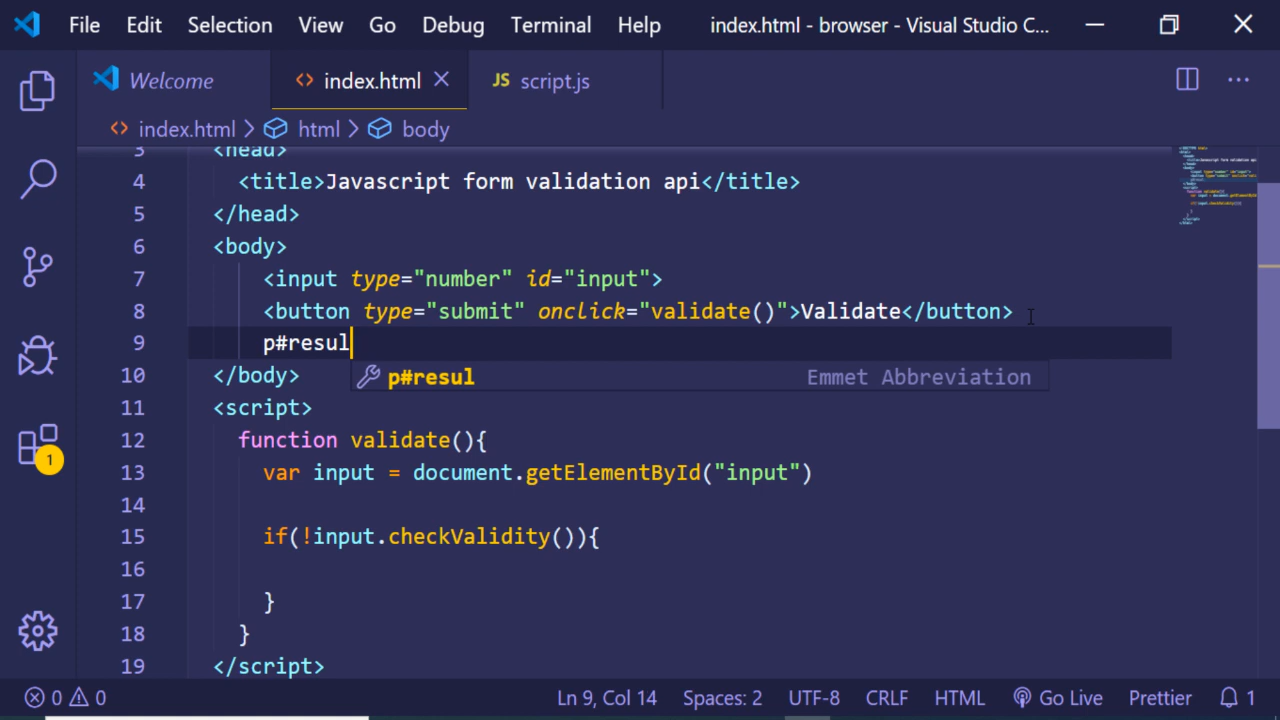 File Edit Selection View Go Debug Terminal Help index.html - browser - Visual Studio C...
Welcome index.html JS script.js
index.html html body
3 <head>
4 <title>Javascript form validation api</title>
5 </head>
6 <body>
7 <input type="number" id="input">
8 <button type="submit" onclick="validate()">Validate</button>
9 p#resul
10 </body> p#resul Emmet Abbreviation
11 <script>
12 function validate(){
13 var input = document.getElementById("input")
14
15 if(!input.checkValidity()){
16
17 }
18 }
19 </script>
1
0 0 Ln 9, Col 14 Spaces: 2 UTF-8 CRLF HTML Go Live Prettier 1